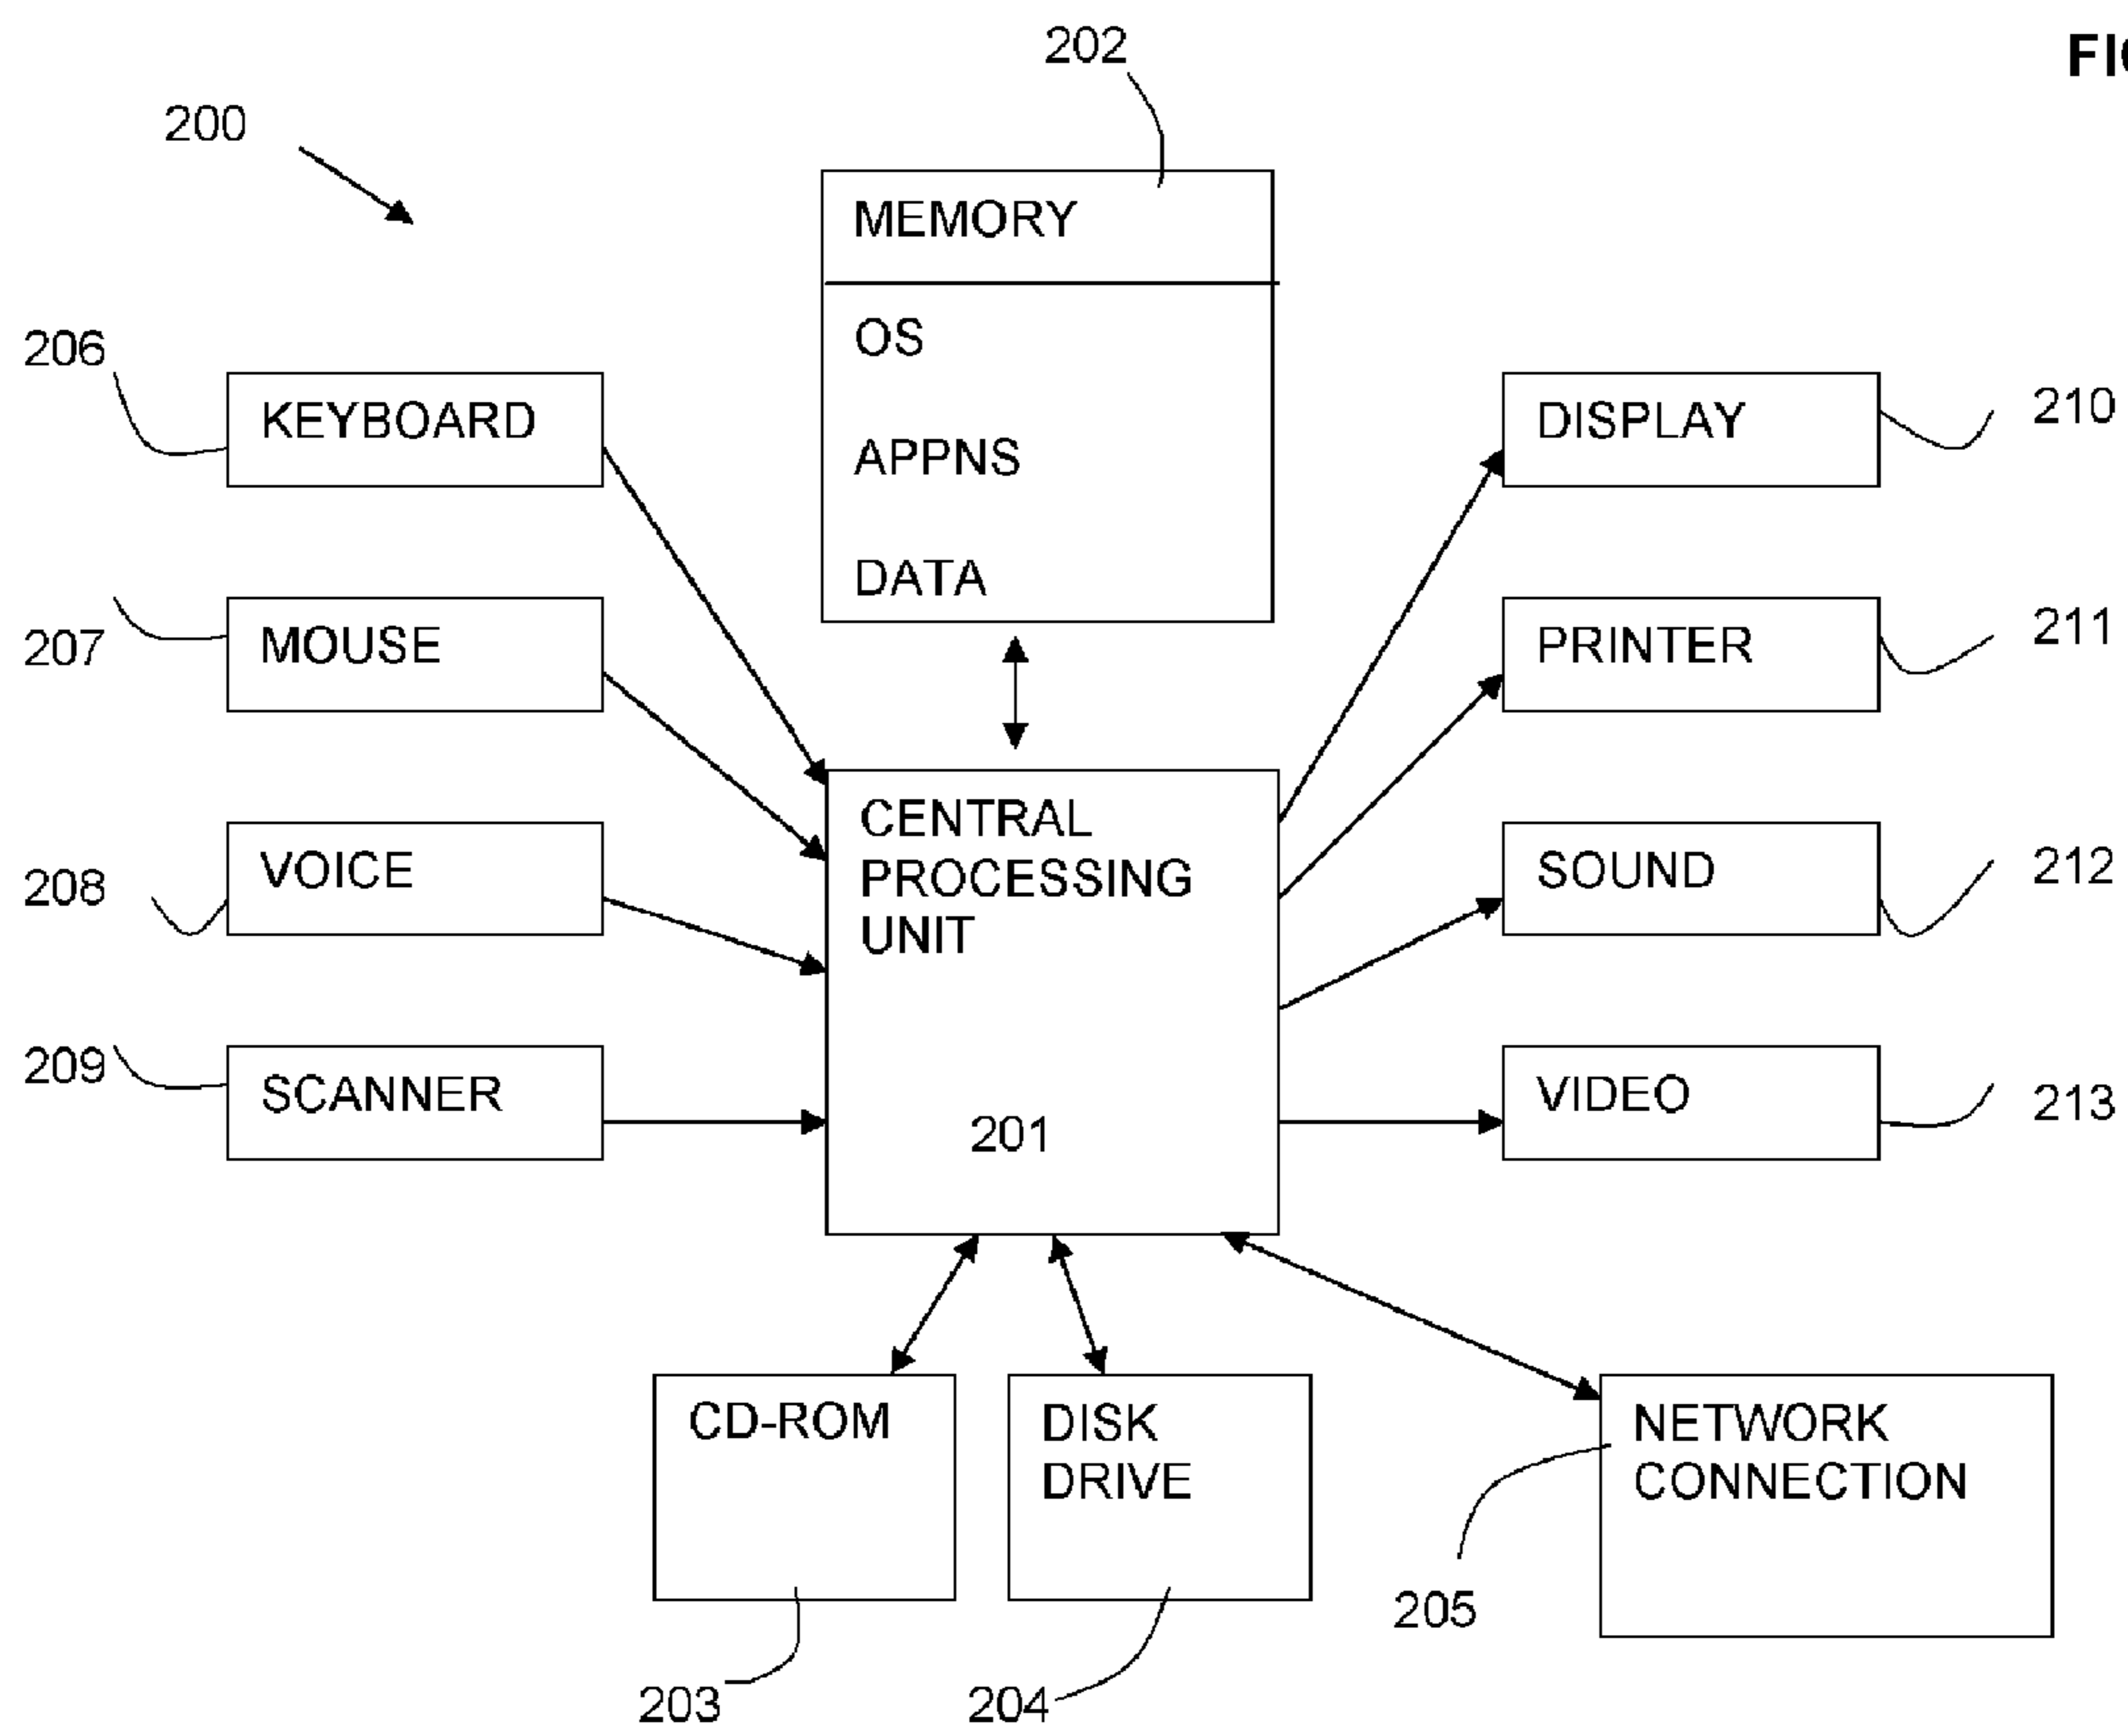 202
FIG
200
MEMORY
OS
APPNS
DATA
206
KEYBOARD
207
MOUSE
208
VOICE
209
SCANNER
CENTRAL
PROCESSING
UNIT
201
DISPLAY
210
PRINTER
211
SOUND
212
VIDEO
213
CD-ROM
203
DISK
DRIVE
204
NETWORK
CONNECTION
205